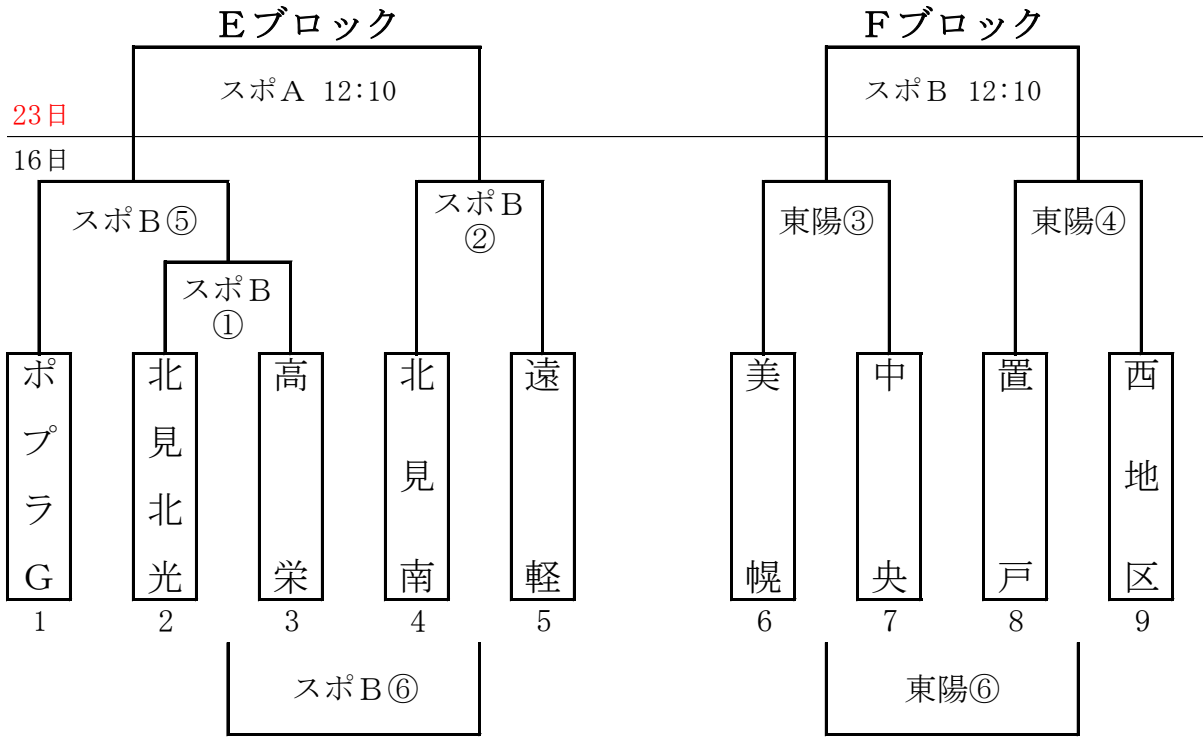 Eブロック
Fブロック
スポA 12:10
スポB 12:10
23日
16日
スポB⑤
スポB
②
東陽③
東陽④
スポB
①
ポプラG
北見北光
高栄
北見南
遠軽
美幌
中央
置戸
西地区
1
2
3
4
5
6
7
8
9
スポB⑥
東陽⑥